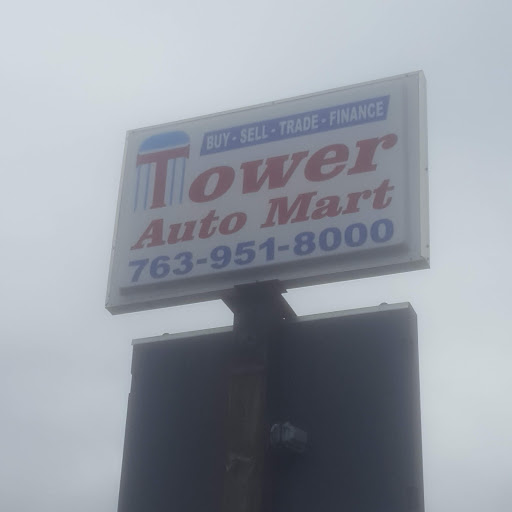 BUY - SELL - TRADE - FINANCE
Tower
Auto Mart
763-951-8000